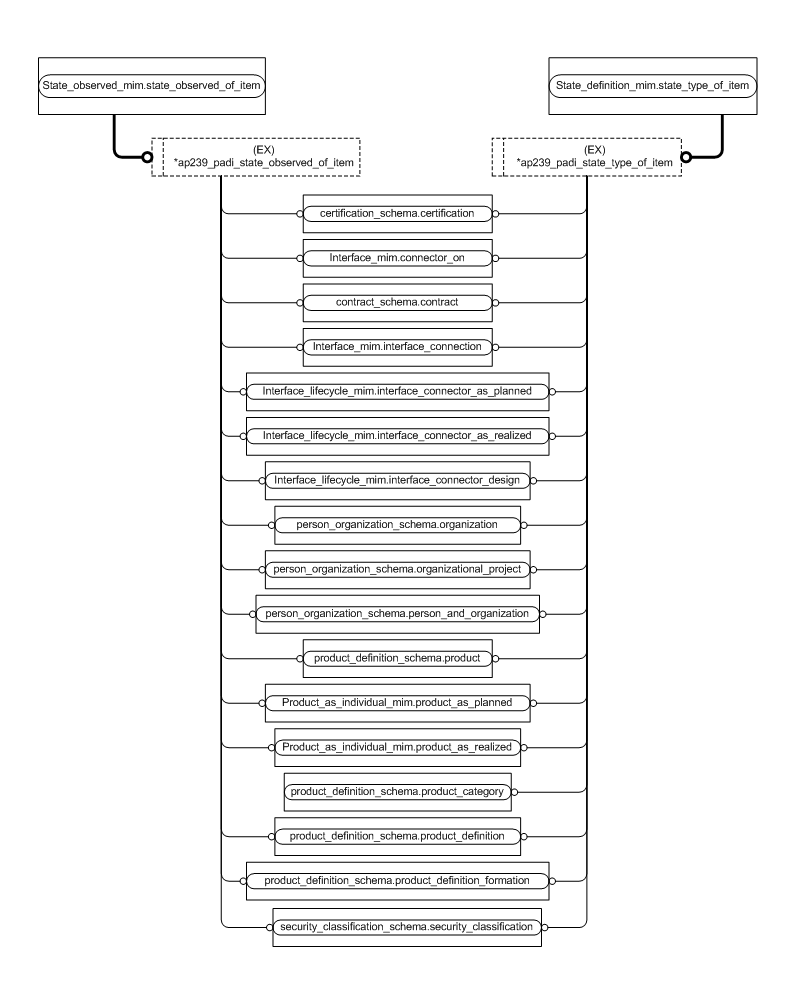 State_observed_mim.state_observed_of_item
State_definition_mim.state_type_of_item
(EX)
*ap239_padi_state_observed_of_item
(EX)
*ap239_padi_state_type_of_item
certification_schema.certification
Interface_mim.connector_on
contract_schema.contract
Interface_mim.interface_connection
Interface_lifecycle_mim.interface_connector_as_planned
Interface_lifecycle_mim.interface_connector_as_realized
Interface_lifecycle_mim.interface_connector_design
person_organization_schema.organization
person_organization_schema.organizational_project
person_organization_schema.person_and_organization
product_definition_schema.product
Product_as_individual_mim.product_as_planned
Product_as_individual_mim.product_as_realized
product_definition_schema.product_category
product_definition_schema.product_definition
product_definition_schema.product_definition_formation
security_classification_schema.security_classification